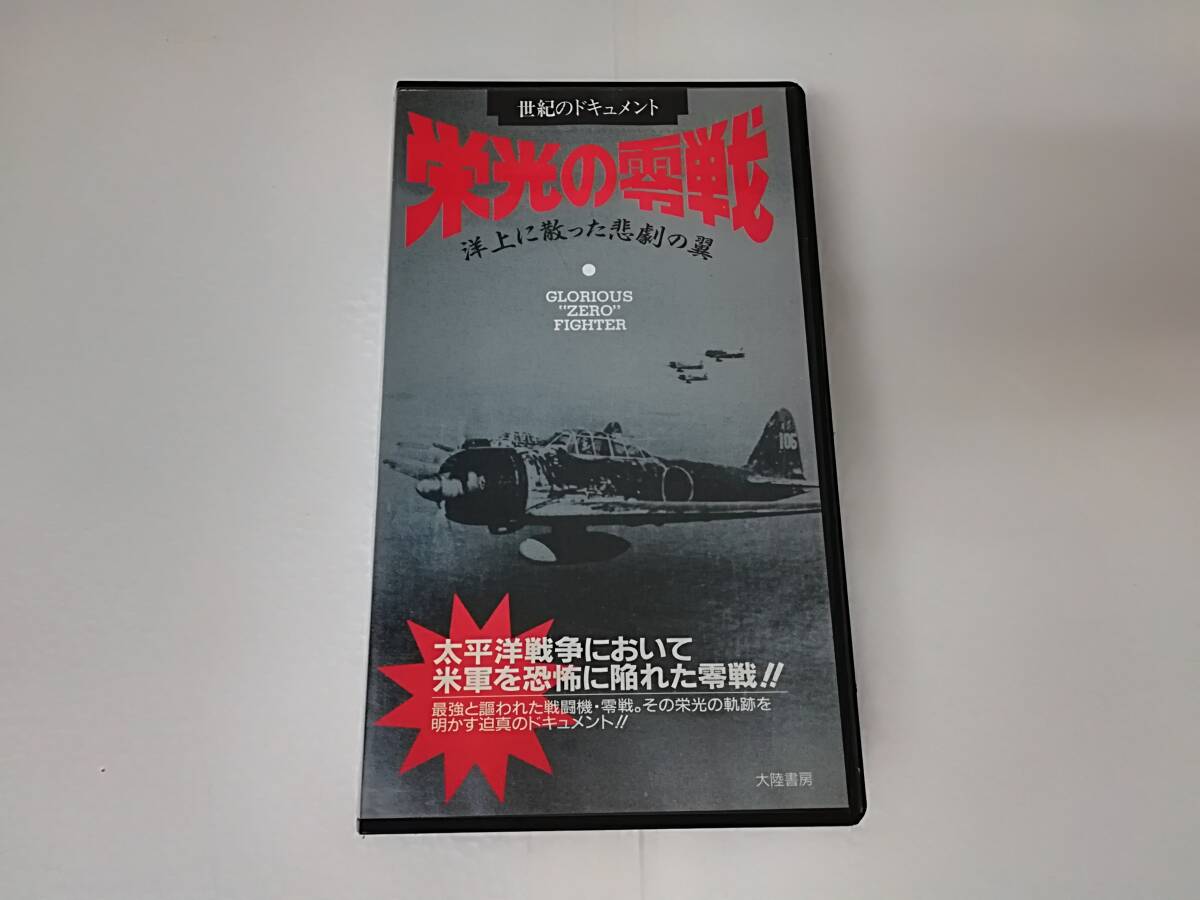 世紀のドキュメント
栄光の零戦
洋上に散った悲劇の翼
GLORIOUS
"ZERO"
FIGHTER
106
太平洋戦争において
米軍を恐怖に陥れた零戦!!
最強と謳われた戦闘機・零戦。その栄光の軌跡を
明かす迫真のドキュメント!!
大陸書房